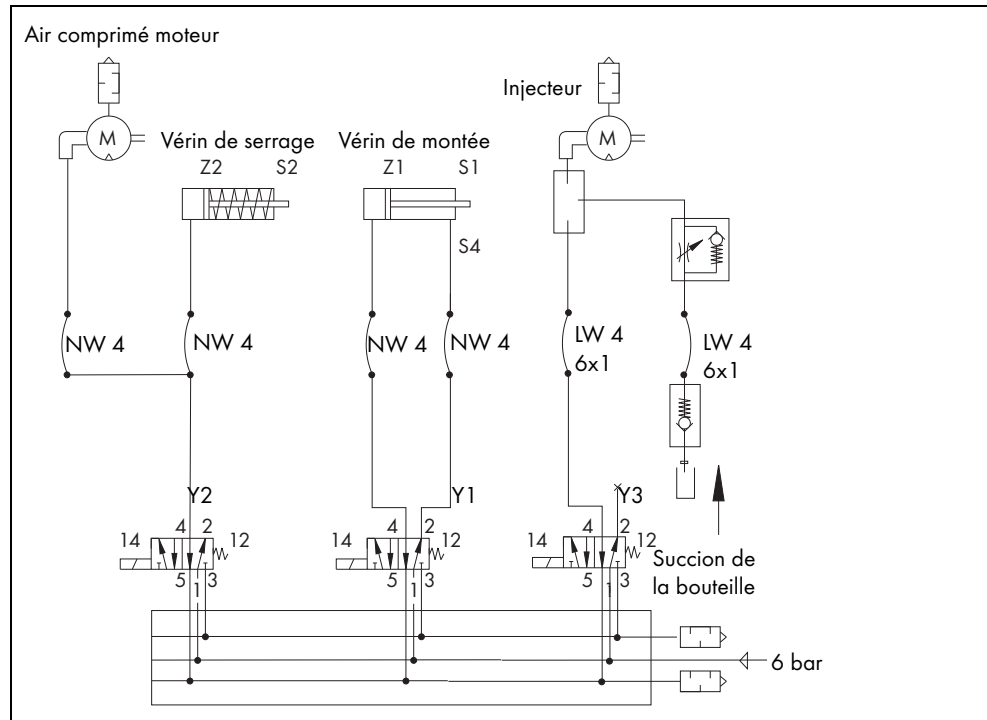 Air comprimé moteur
Injecteur
M
M
Vérin de serrage
Vérin de montée
Z2 S2
Z1 S1
S4
NW 4
NW 4
NW 4
NW 4
LW 4
6x1
LW 4
6x1
Y2
Y1
Y3
14 4 2 12
5 1 3
14 4 2 12
5 1 3
14 4 2 12
5 1 3
Succion de
la bouteille
6 bar